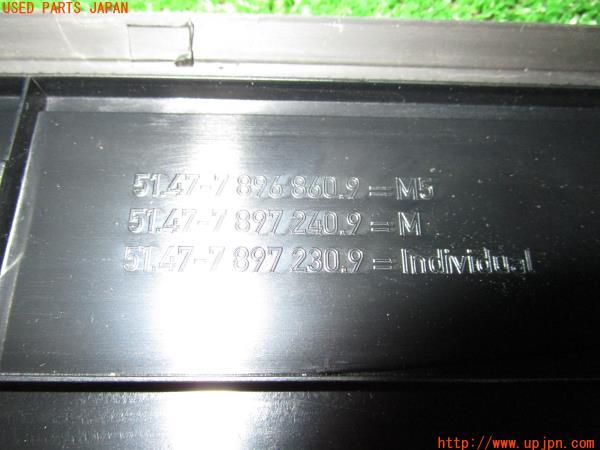 USED PARTS JAPAN
51.47-7 896 860.9 = M5
51.47-7 897 240.9 = M
51.47-7 897 230.9 = Individual
http://www.upjpn.com